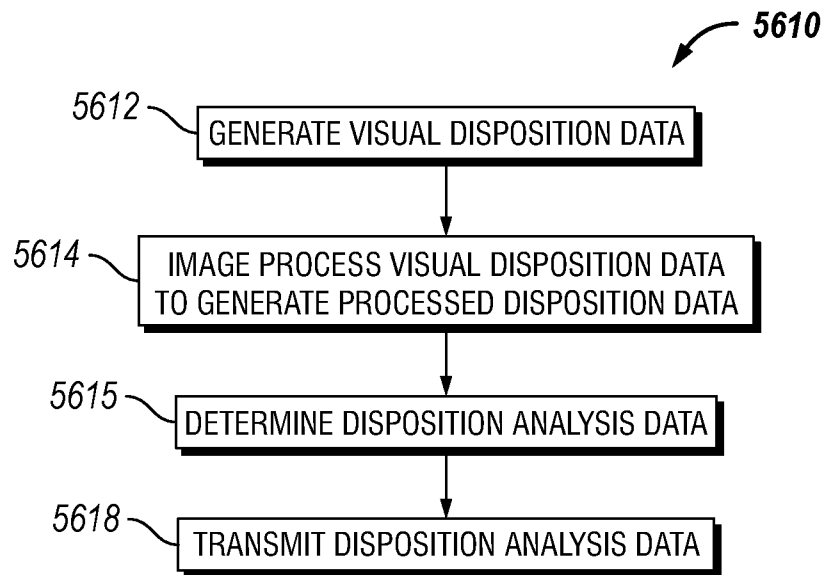 5610
5612
GENERATE VISUAL DISPOSITION DATA
5614
IMAGE PROCESS VISUAL DISPOSITION DATA
TO GENERATE PROCESSED DISPOSITION DATA
5615
DETERMINE DISPOSITION ANALYSIS DATA
5618
TRANSMIT DISPOSITION ANALYSIS DATA